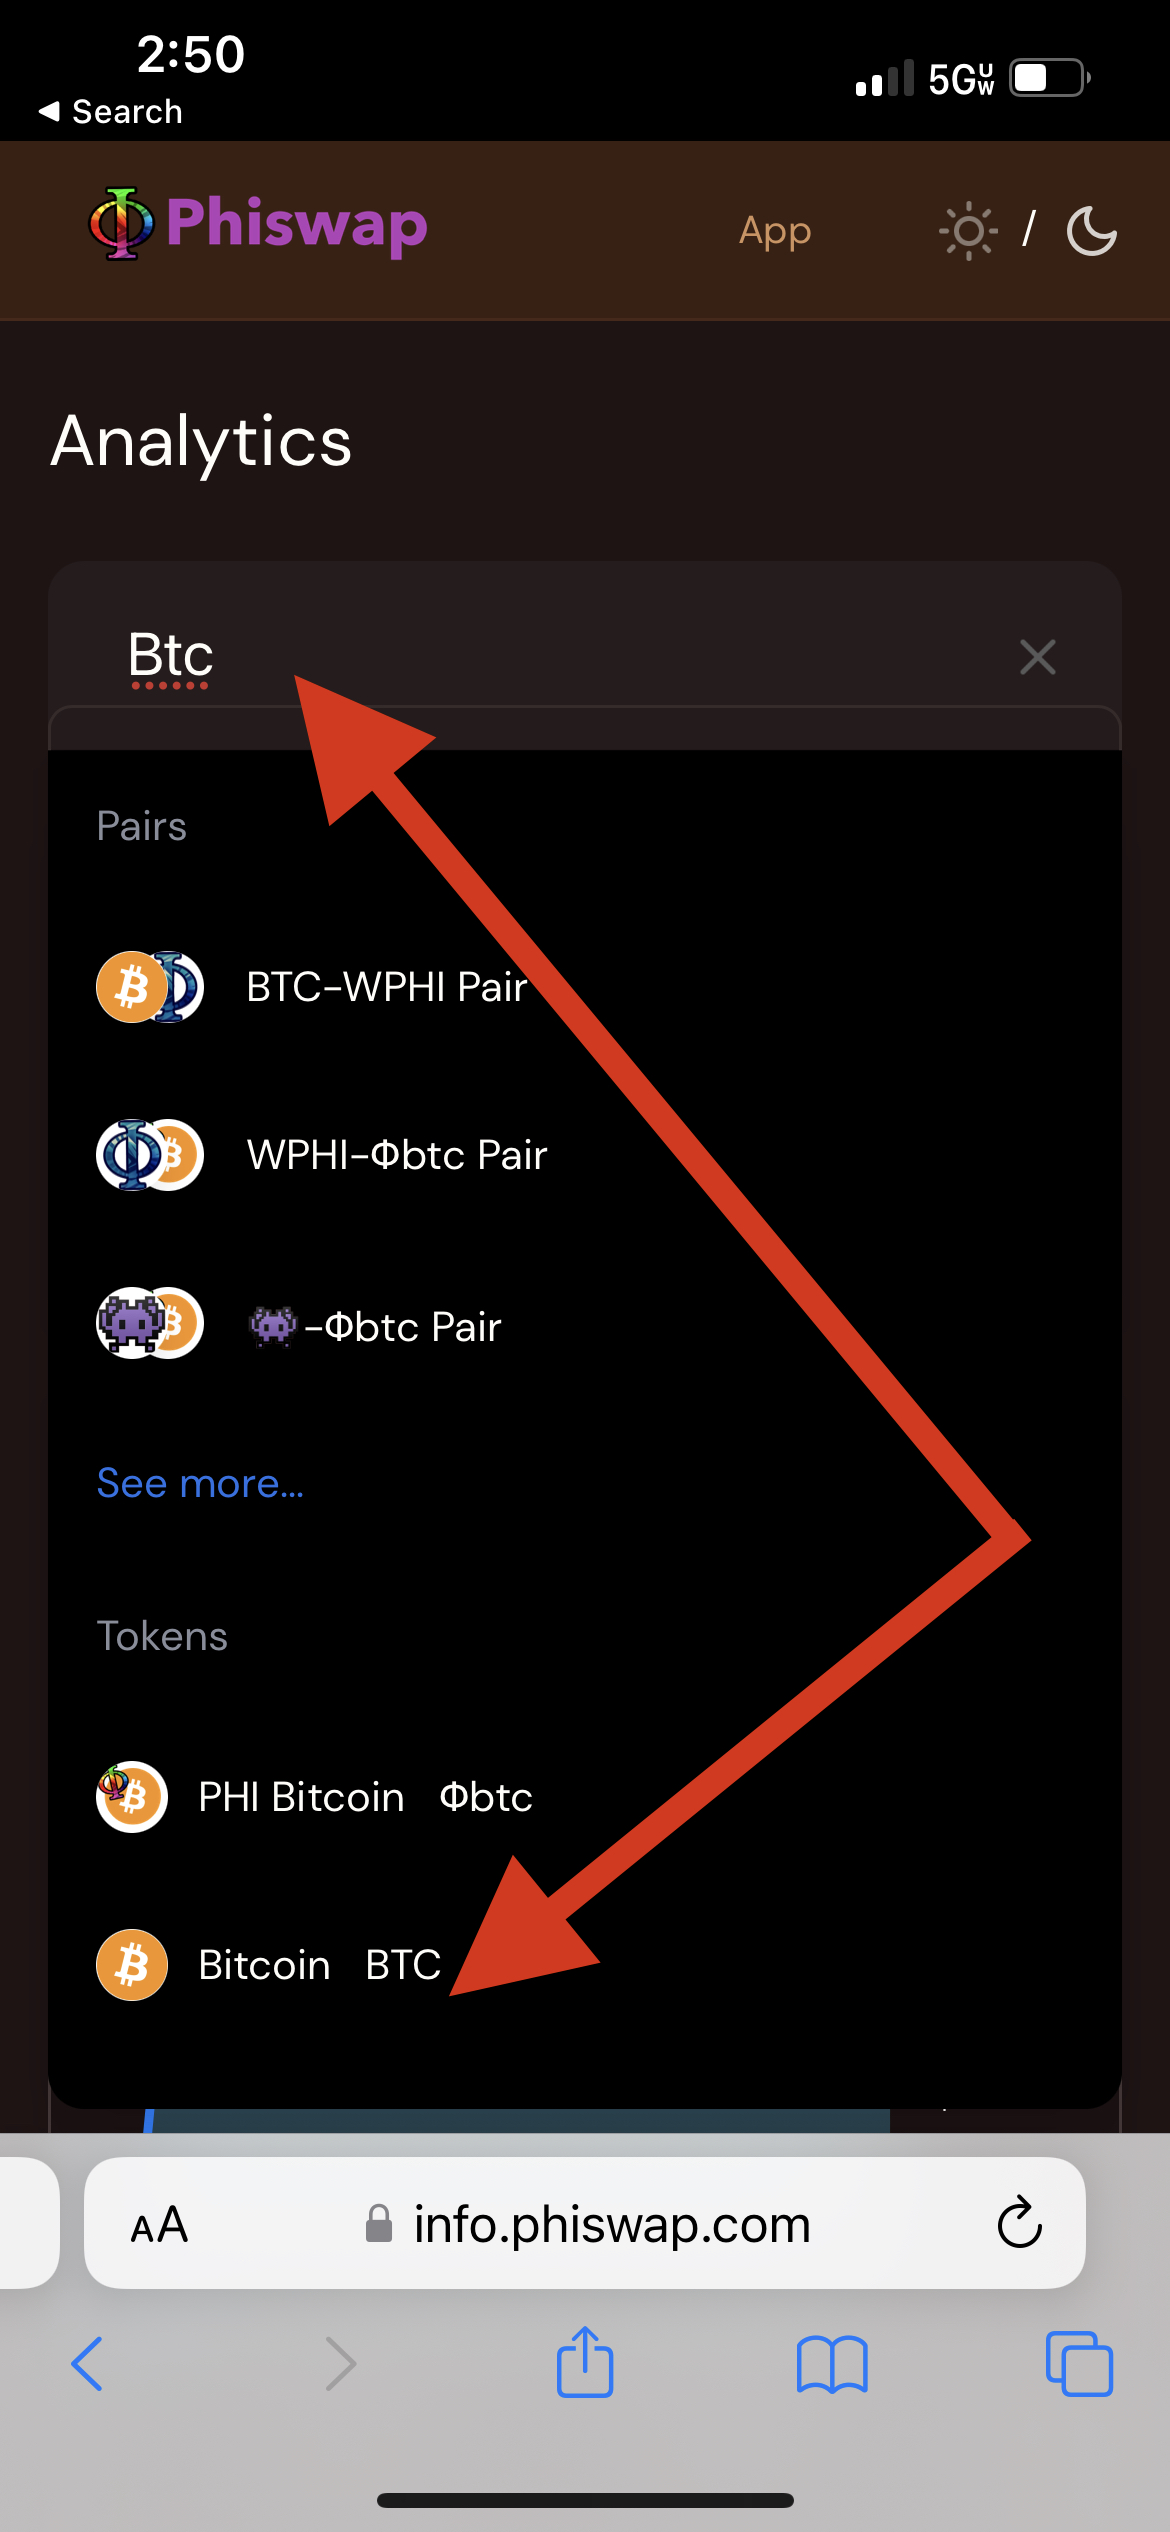 2:50
5G UW
◀ Search
Phiswap
App
/
Analytics
Btc
Pairs
BTC-WPHI Pair
WPHI-Φbtc Pair
👾-Φbtc Pair
See more...
Tokens
PHI Bitcoin Φbtc
Bitcoin BTC
AA
info.phiswap.com